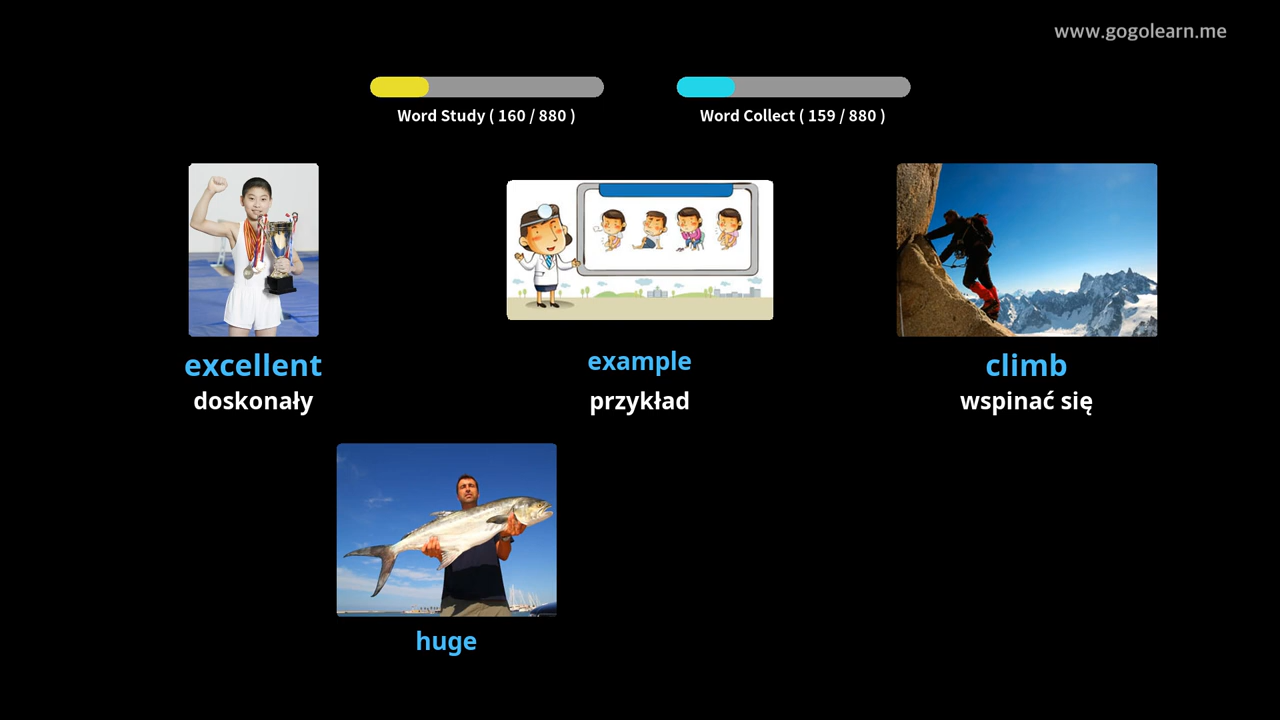 www.gogolearn.me
Word Study ( 160 / 880 )
Word Collect ( 159 / 880 )
excellent
doskonały
example
przykład
climb
wspinać się
huge